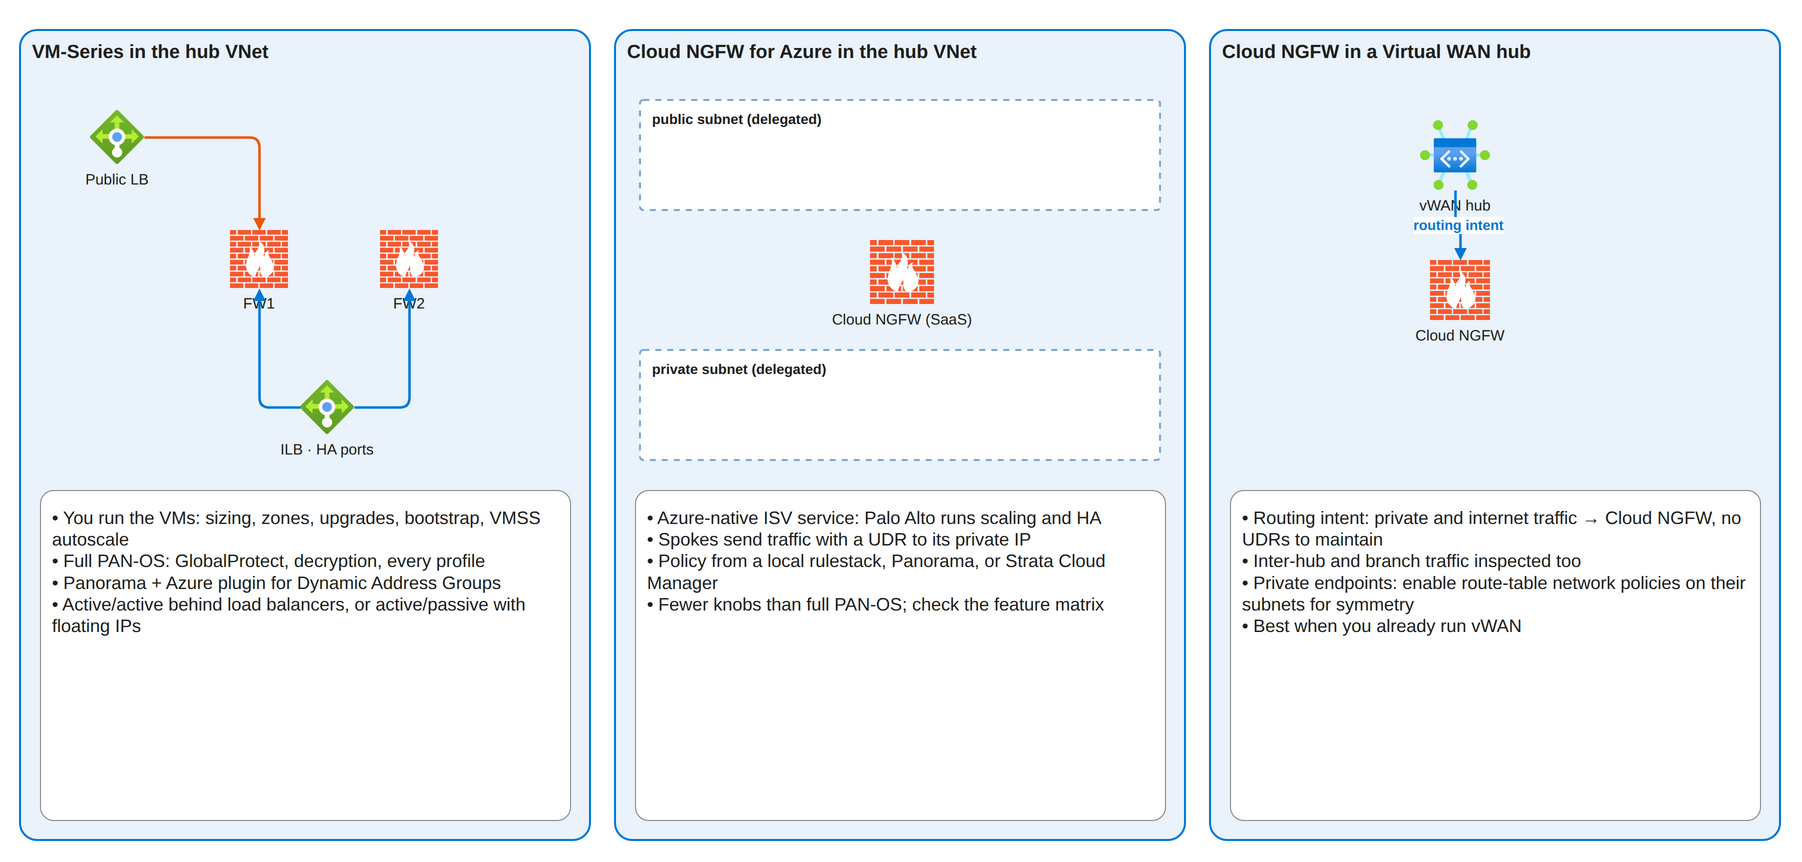 VM-Series in the hub VNet
Public LB
FW1
FW2
ILB · HA ports
• You run the VMs: sizing, zones, upgrades, bootstrap, VMSS
autoscale
• Full PAN-OS: GlobalProtect, decryption, every profile
• Panorama + Azure plugin for Dynamic Address Groups
• Active/active behind load balancers, or active/passive with
floating IPs
Cloud NGFW for Azure in the hub VNet
public subnet (delegated)
Cloud NGFW (SaaS)
private subnet (delegated)
• Azure-native ISV service: Palo Alto runs scaling and HA
• Spokes send traffic with a UDR to its private IP
• Policy from a local rulestack, Panorama, or Strata Cloud
Manager
• Fewer knobs than full PAN-OS; check the feature matrix
Cloud NGFW in a Virtual WAN hub
vWAN hub
routing intent
Cloud NGFW
• Routing intent: private and internet traffic → Cloud NGFW, no
UDRs to maintain
• Inter-hub and branch traffic inspected too
• Private endpoints: enable route-table network policies on their
subnets for symmetry
• Best when you already run vWAN